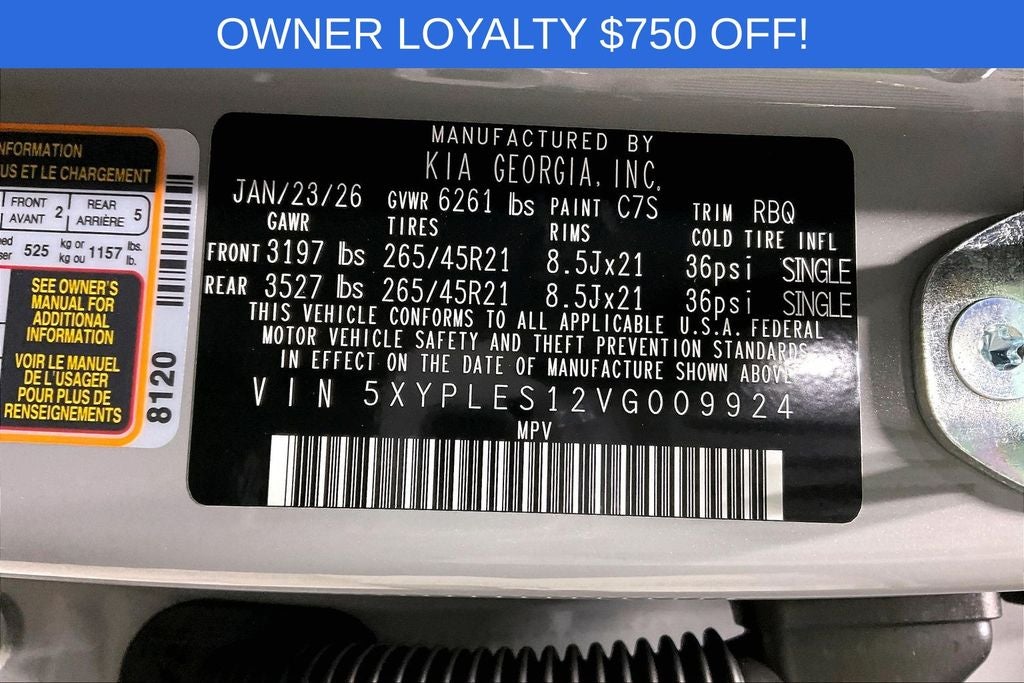 OWNER LOYALTY $750 OFF!
MANUFACTURED BY
KIA GEORGIA, INC.
JAN/23/26 GVWR 6261 lbs PAINT C7S TRIM RBQ
GAWR TIRES RIMS COLD TIRE INFL
FRONT 3197 lbs 265/45R21 8.5Jx21 36psi SINGLE
REAR 3527 lbs 265/45R21 8.5Jx21 36psi SINGLE
THIS VEHICLE CONFORMS TO ALL APPLICABLE U.S.A. FEDERAL
MOTOR VEHICLE SAFETY AND THEFT PREVENTION STANDARDS
IN EFFECT ON THE DATE OF MANUFACTURE SHOWN ABOVE
VIN 5XYPLES12VG009924
MPV
NFORMATION
US ET LE CHARGEMENT
FRONT AVANT 2 REAR ARRIÈRE 5
525 kg or kg ou 1157 lbs. lb.
SEE OWNER'S
MANUAL FOR
ADDITIONAL
INFORMATION
VOIR LE MANUEL
DE L'USAGER
POUR PLUS DE
RENSEIGNEMENTS
8120